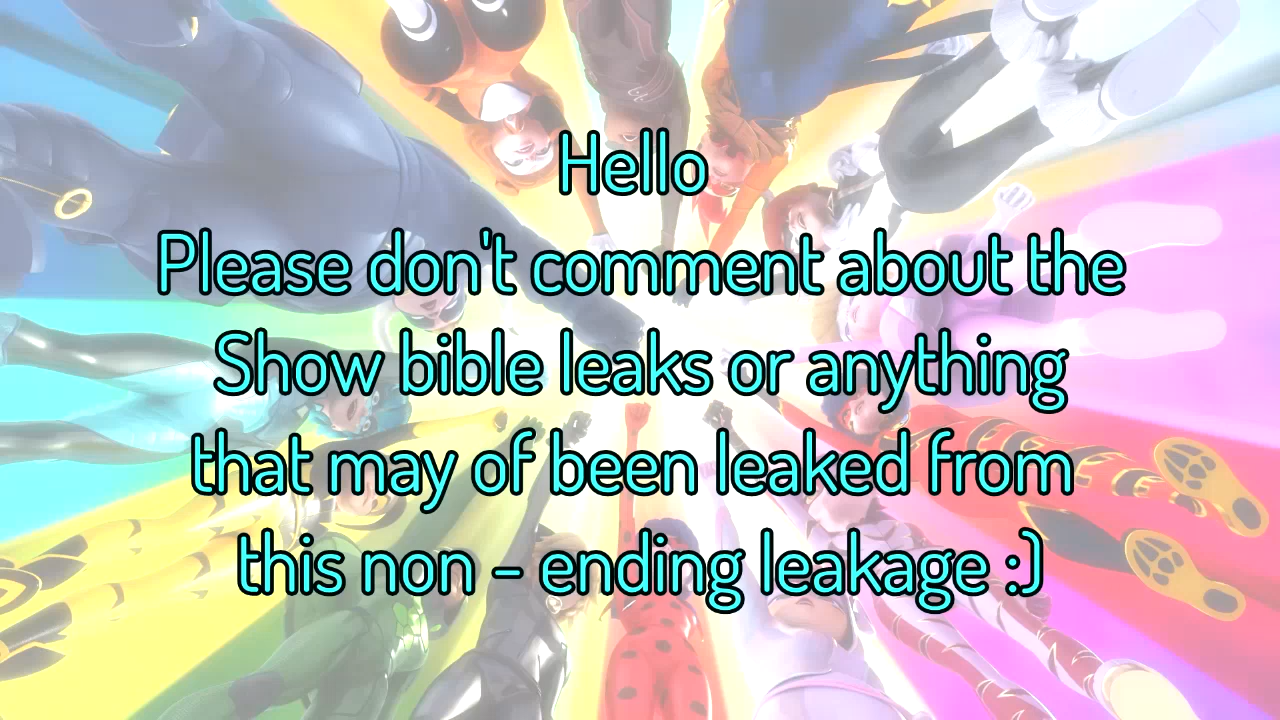 Hello
Please don't comment about the
Show bible leaks or anything
that may of been leaked from
this non - ending leakage :)